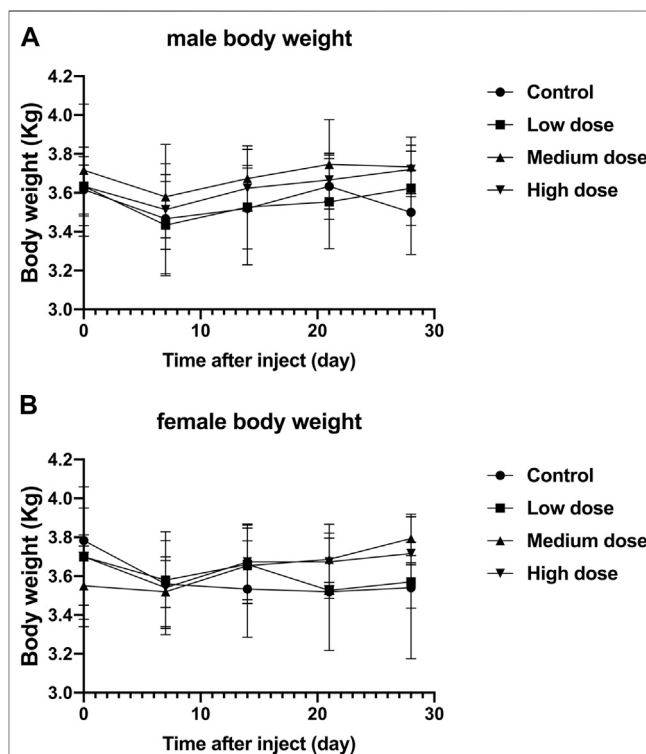 A
male body weight
4.2
4.0
3.8
3.6
3.4
3.2
3.0
Body weight (Kg)
0
10
20
30
Time after inject (day)
Control
Low dose
Medium dose
High dose
B
female body weight
4.2
4.0
3.8
3.6
3.4
3.2
3.0
Body weight (Kg)
0
10
20
30
Time after inject (day)
Control
Low dose
Medium dose
High dose